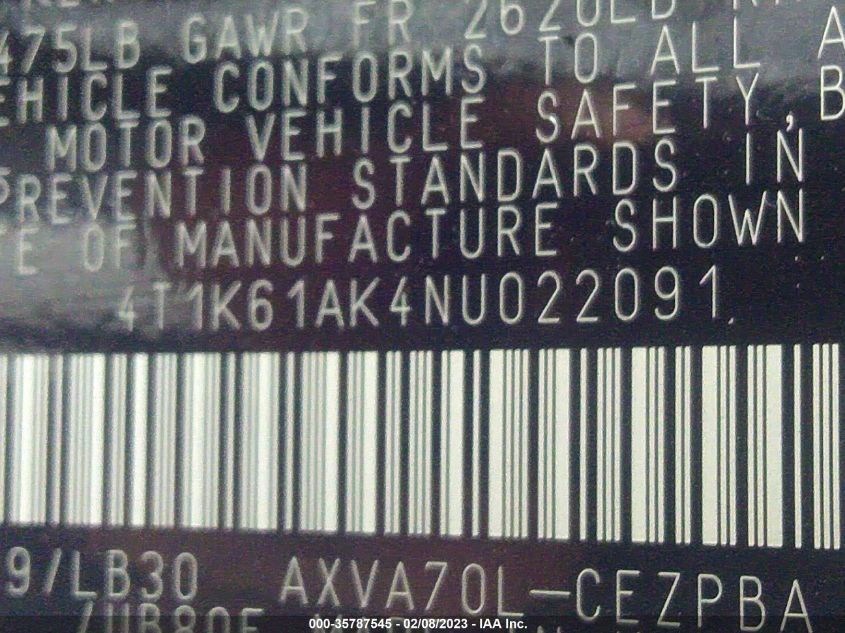 475LB GAWR FR 2620LB
EHICLE CONFORMS TO ALL A
MOTOR VEHICLE SAFETY, B
PREVENTION STANDARDS IN
E OF MANUFACTURE SHOWN
4T1K61AK4NU022091
9/LB30 AXVA70L-CEZPBA
000-35787545 - 02/08/2023 - IAA Inc.